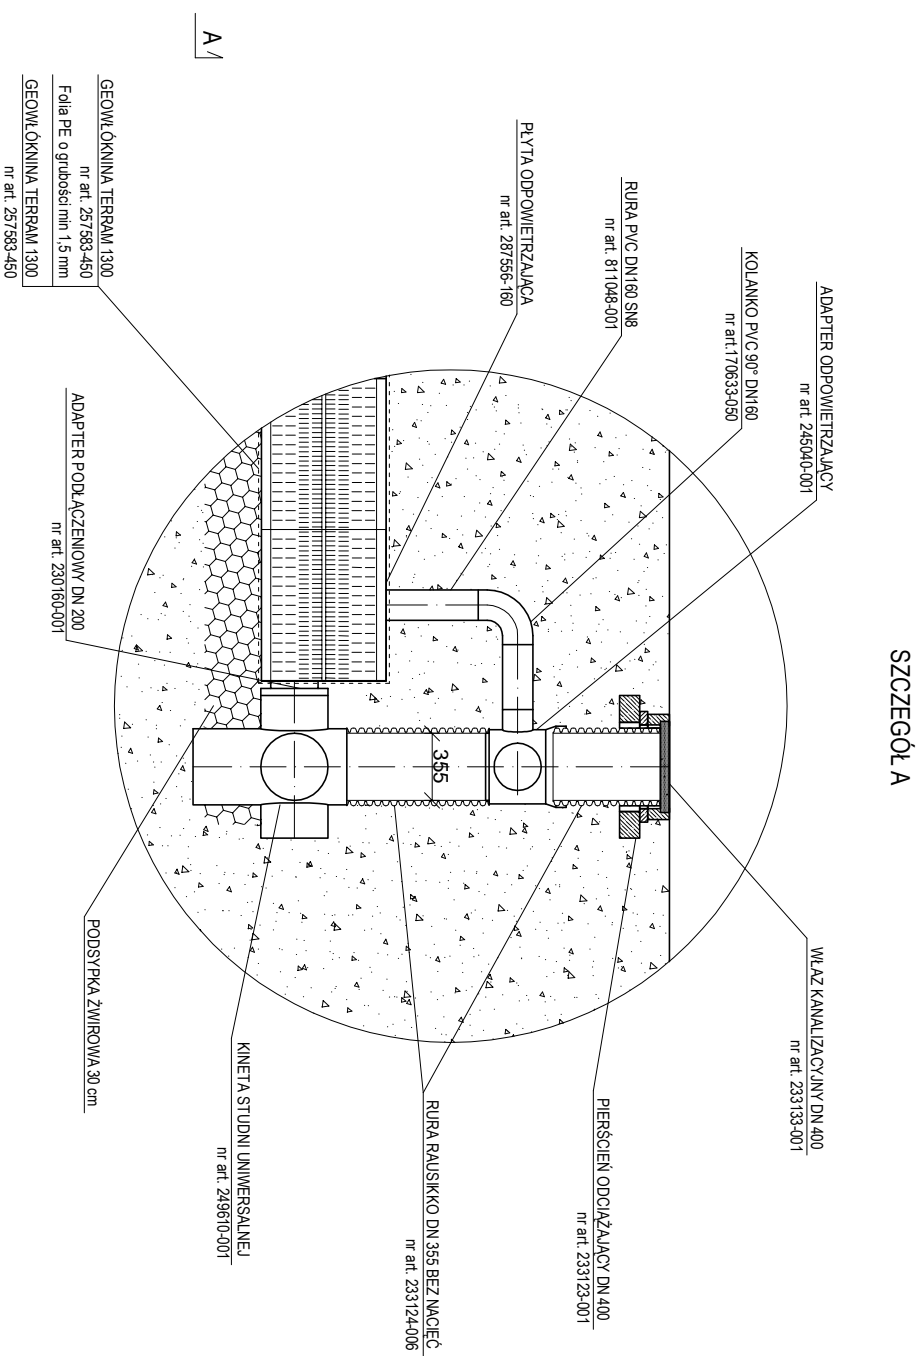 SZCZEGÓŁ A
ADAPTER ODPOWIETRZAJĄCY
nr art. 245040-001
KOLANKO PVC 90° DN160
nr art.170633-050
RURA PVC DN160 SN8
nr art. 811048-001
PŁYTA ODPOWIETRZAJĄCA
nr art. 287556-160
GEOWŁÓKNINA TERRAM 1300
nr art. 257583-450
Folia PE o grubości min 1,5 mm
GEOWŁÓKNINA TERRAM 1300
nr art. 257583-450
ADAPTER PODŁĄCZENIOWY DN 200
nr art. 230160-001
355
WŁAZ KANALIZACYJNY DN 400
nr art. 233133-001
PIERŚCIEŃ ODCIĄŻAJĄCY DN 400
nr art. 233123-001
RURA RAUSIKKO DN 355 BEZ NACIĘĆ
nr art. 233124-006
KINETA STUDNI UNIWERSALNEJ
nr art. 249610-001
PODSYPKA ŻWIROWA 30 cm
A